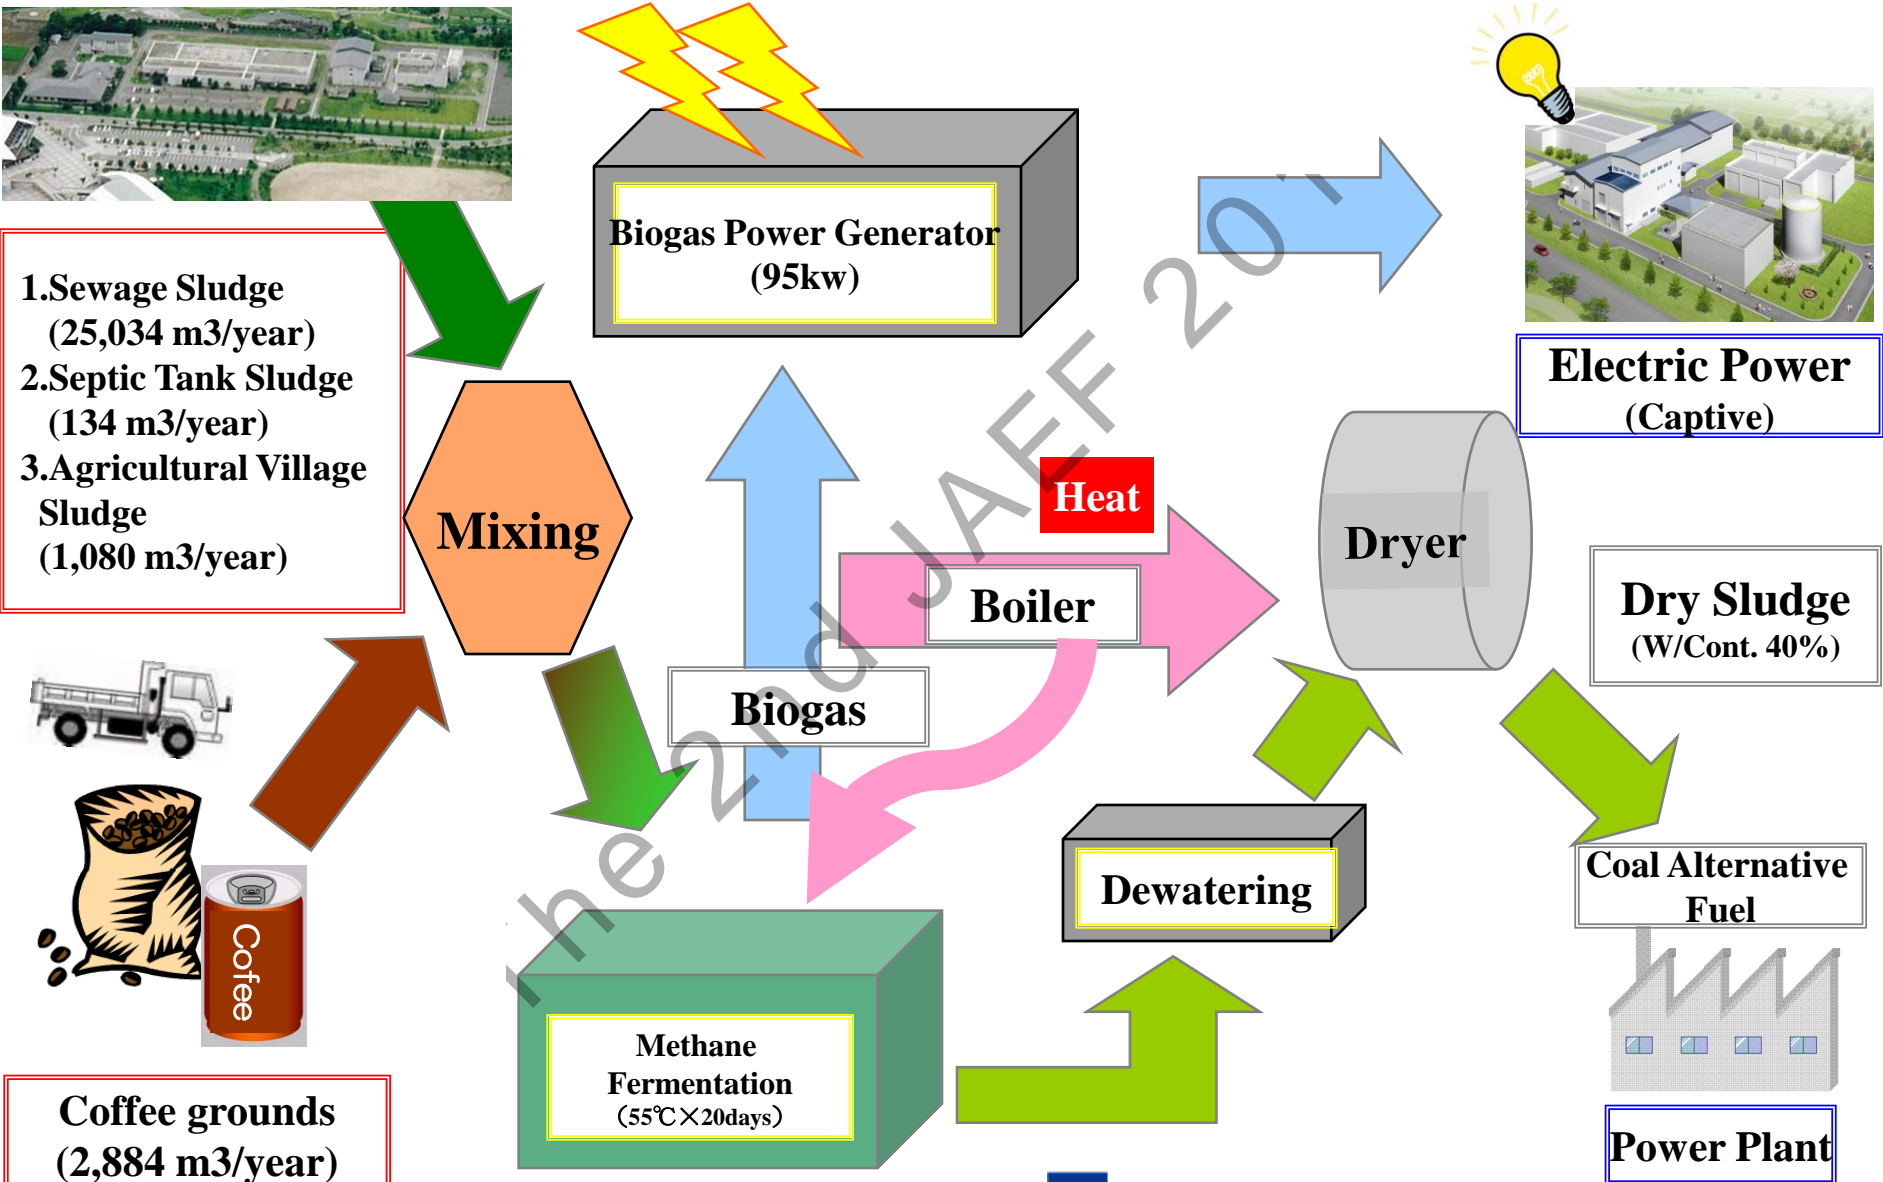 1.Sewage Sludge
(25,034 m3/year)
2.Septic Tank Sludge
(134 m3/year)
3.Agricultural Village
Sludge
(1,080 m3/year)
Biogas Power Generator
(95kw)
Electric Power
(Captive)
Mixing
Heat
Boiler
Dryer
Dry Sludge
(W/Cont. 40%)
Biogas
Dewatering
Coal Alternative
Fuel
Cofee
Methane
Fermentation
(55℃×20days)
Coffee grounds
(2,884 m3/year)
Power Plant
he 2nd JAEF 201